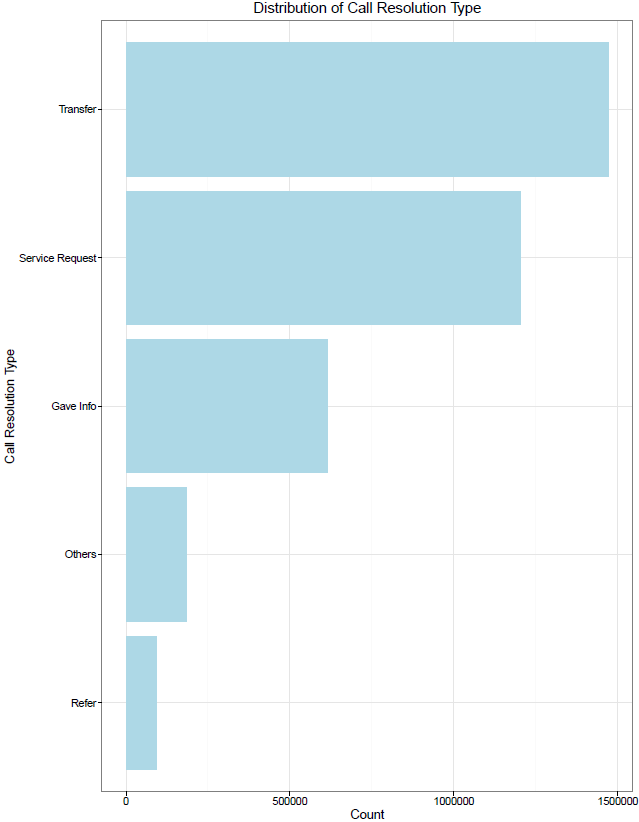 Distribution of Call Resolution Type
Call Resolution Type
Transfer
Service Request
Gave Info
Others
Refer
0 500000 1000000 1500000
Count